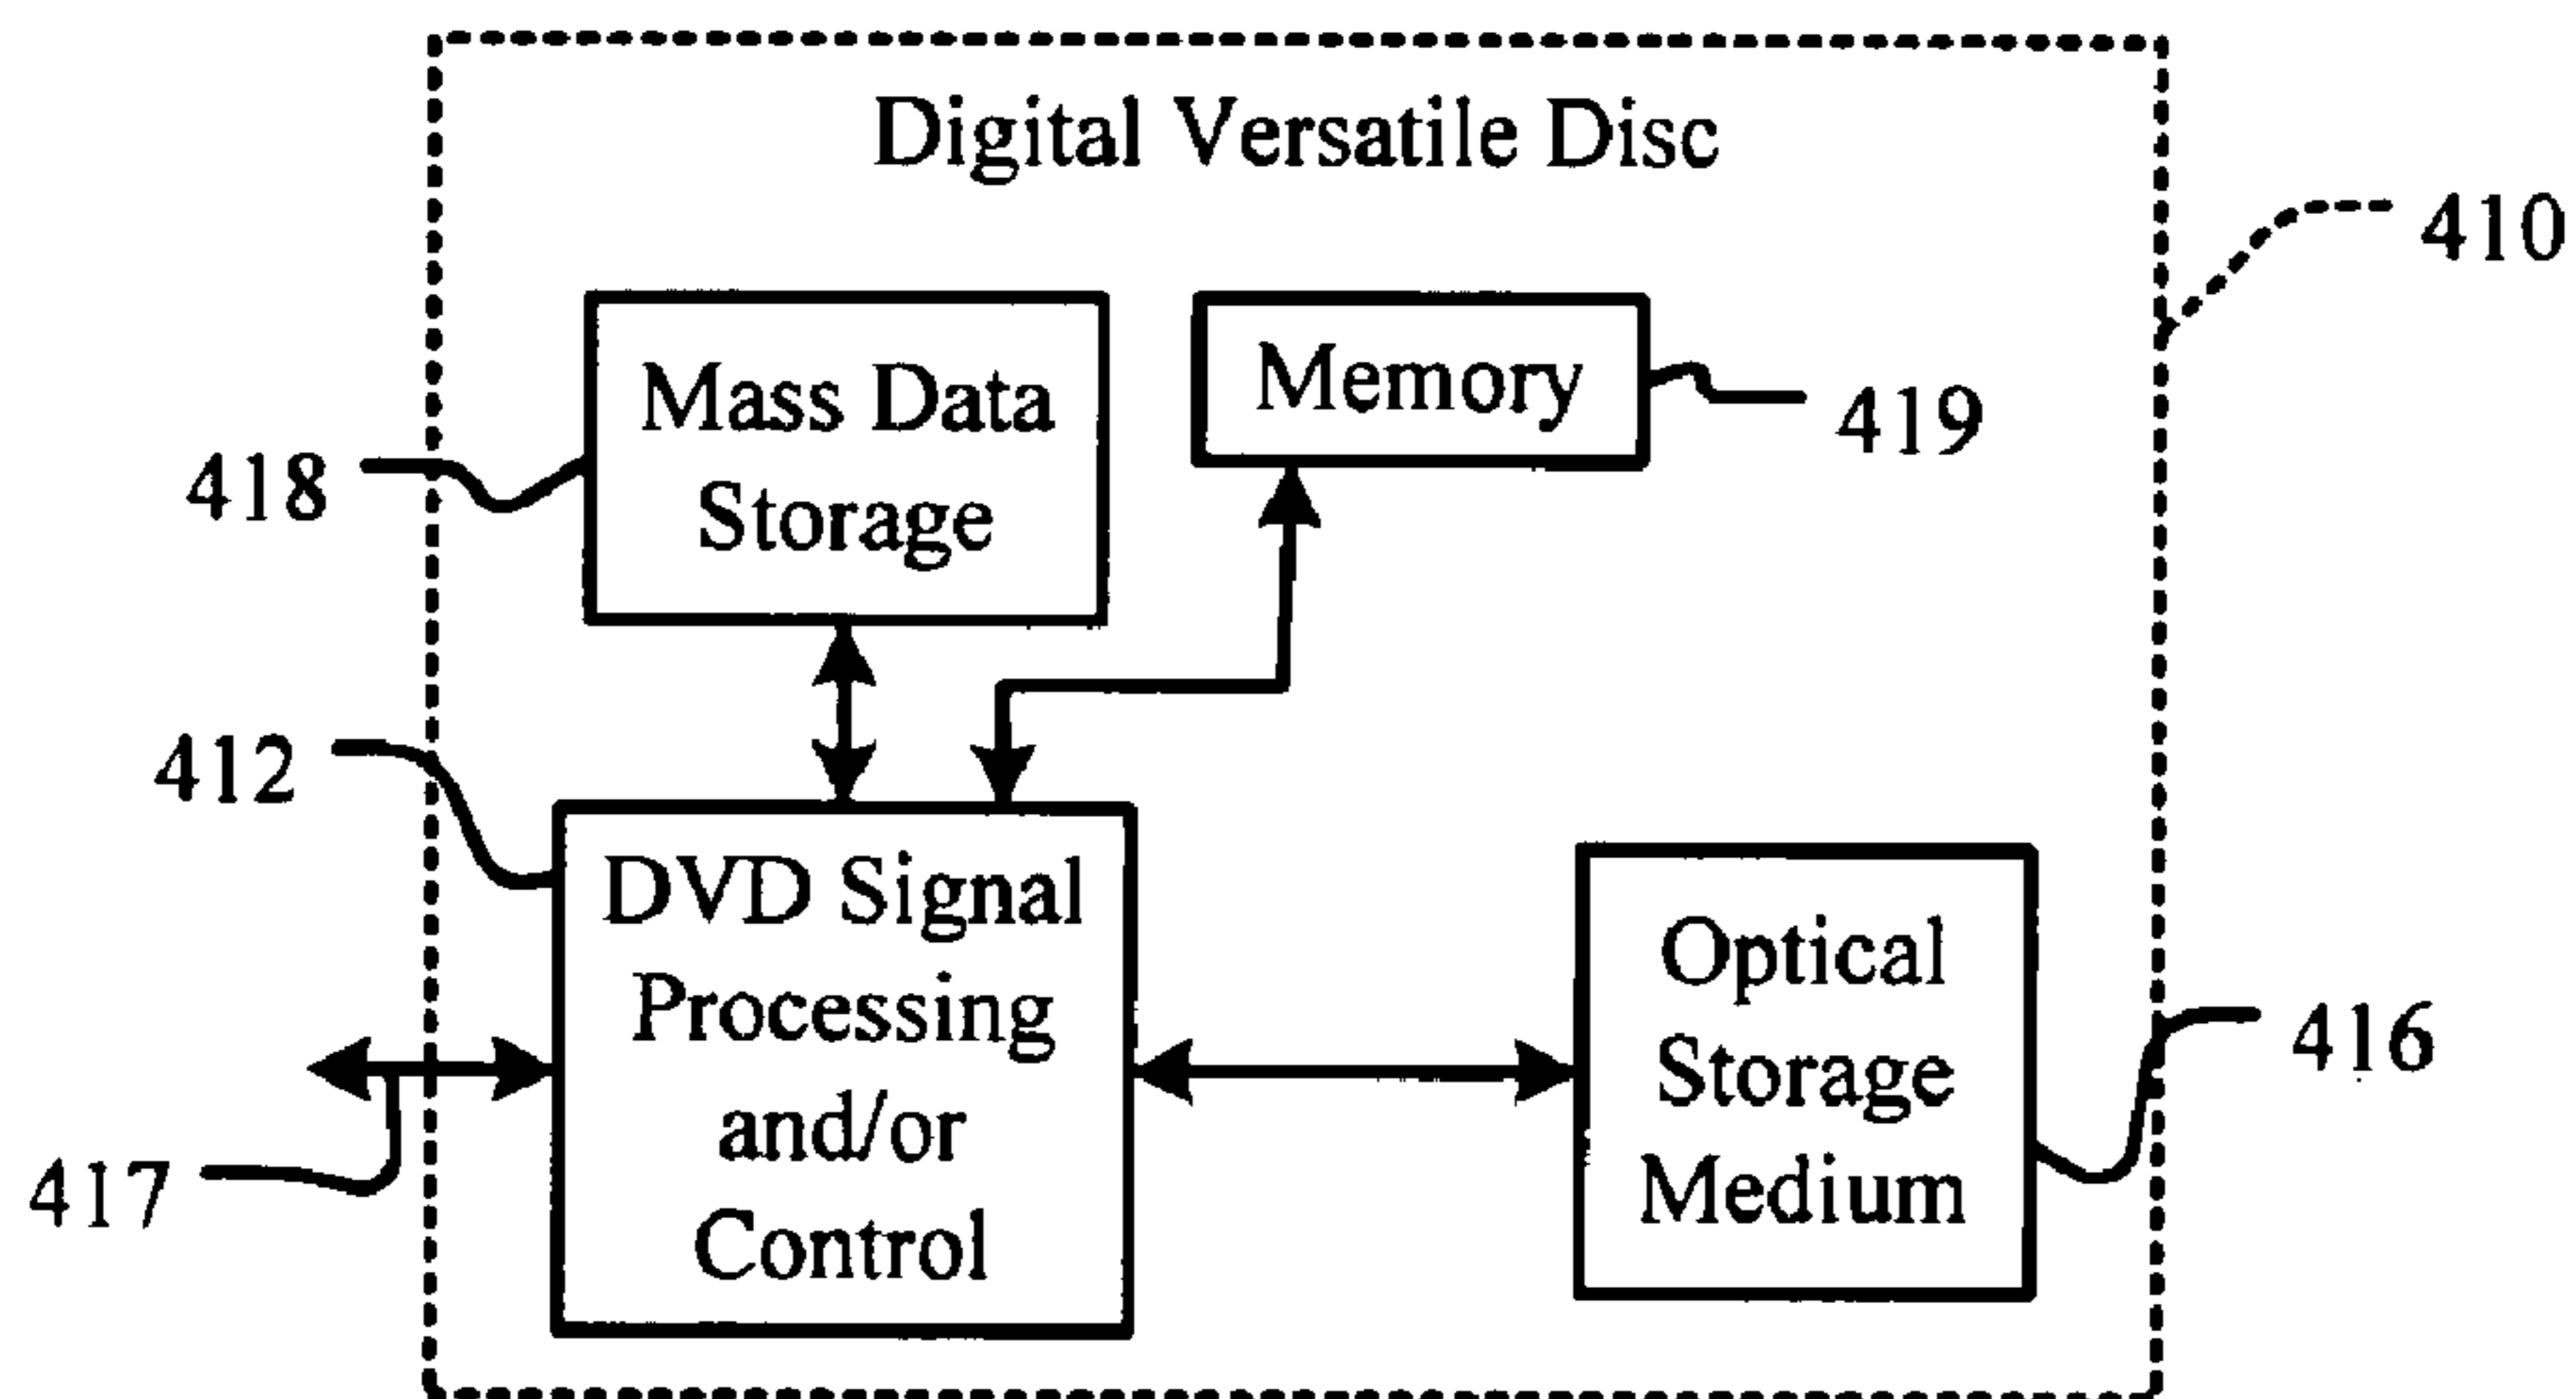 Digital Versatile Disc
410
Mass Data
Storage
418
Memory
419
412
DVD Signal
Processing
and/or
Control
417
Optical
Storage
Medium
416